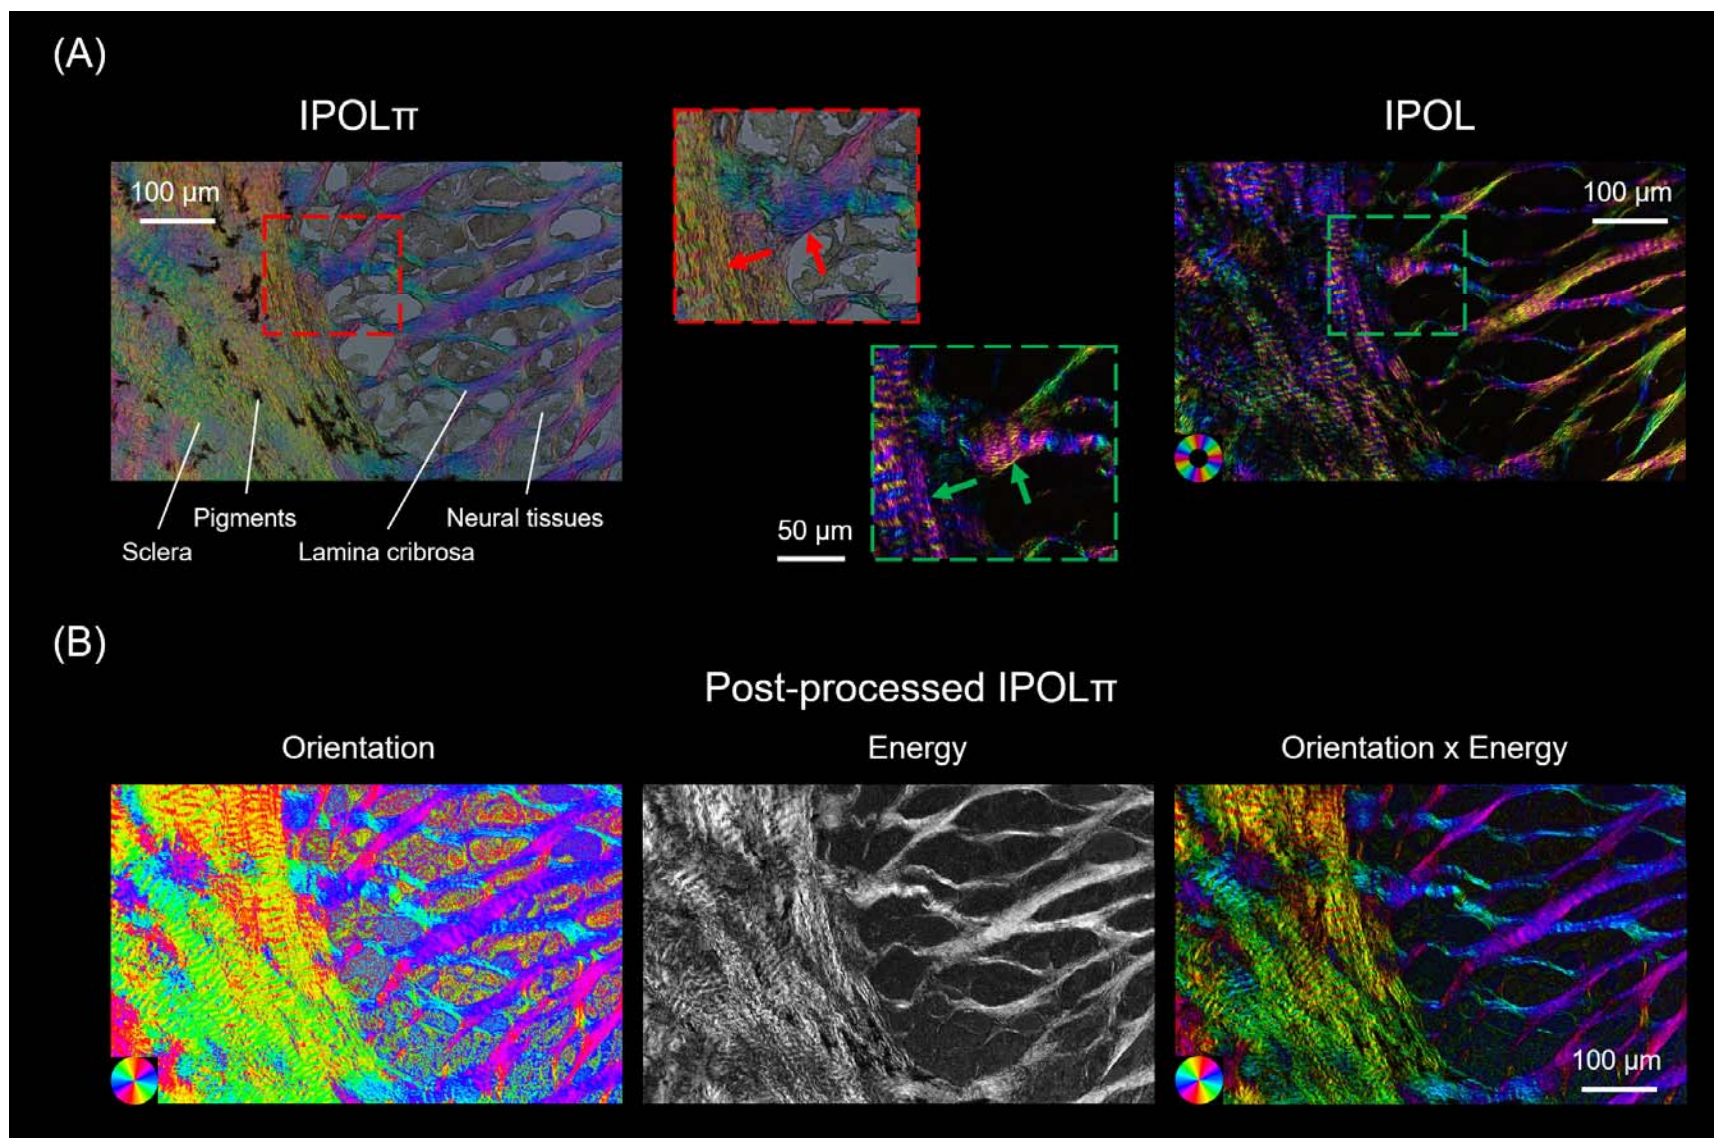 (A)
IPOLπ
IPOL
100 µm
100 µm
50 µm
Pigments
Neural tissues
Sclera
Lamina cribrosa
(B)
Post-processed IPOLπ
Orientation
Energy
Orientation x Energy
100 µm